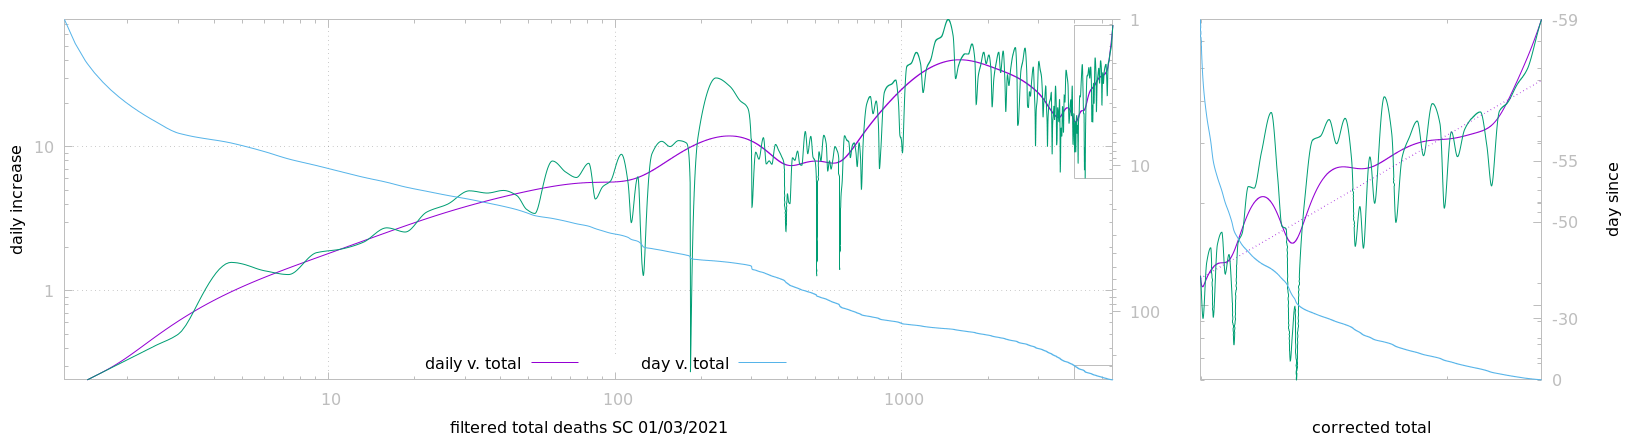 1
-59
10
10
-55
-50
daily increase
day since
1
100
-30
daily v. total
day v. total
0
10
100
1000
filtered total deaths SC 01/03/2021
corrected total